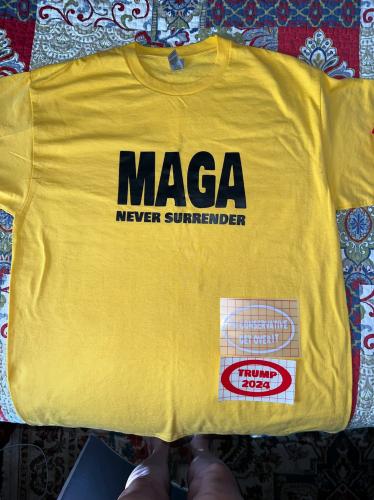 MAGA
NEVER SURRENDER
CONSERVATIVE
GET OVER IT
TRUMP
2024